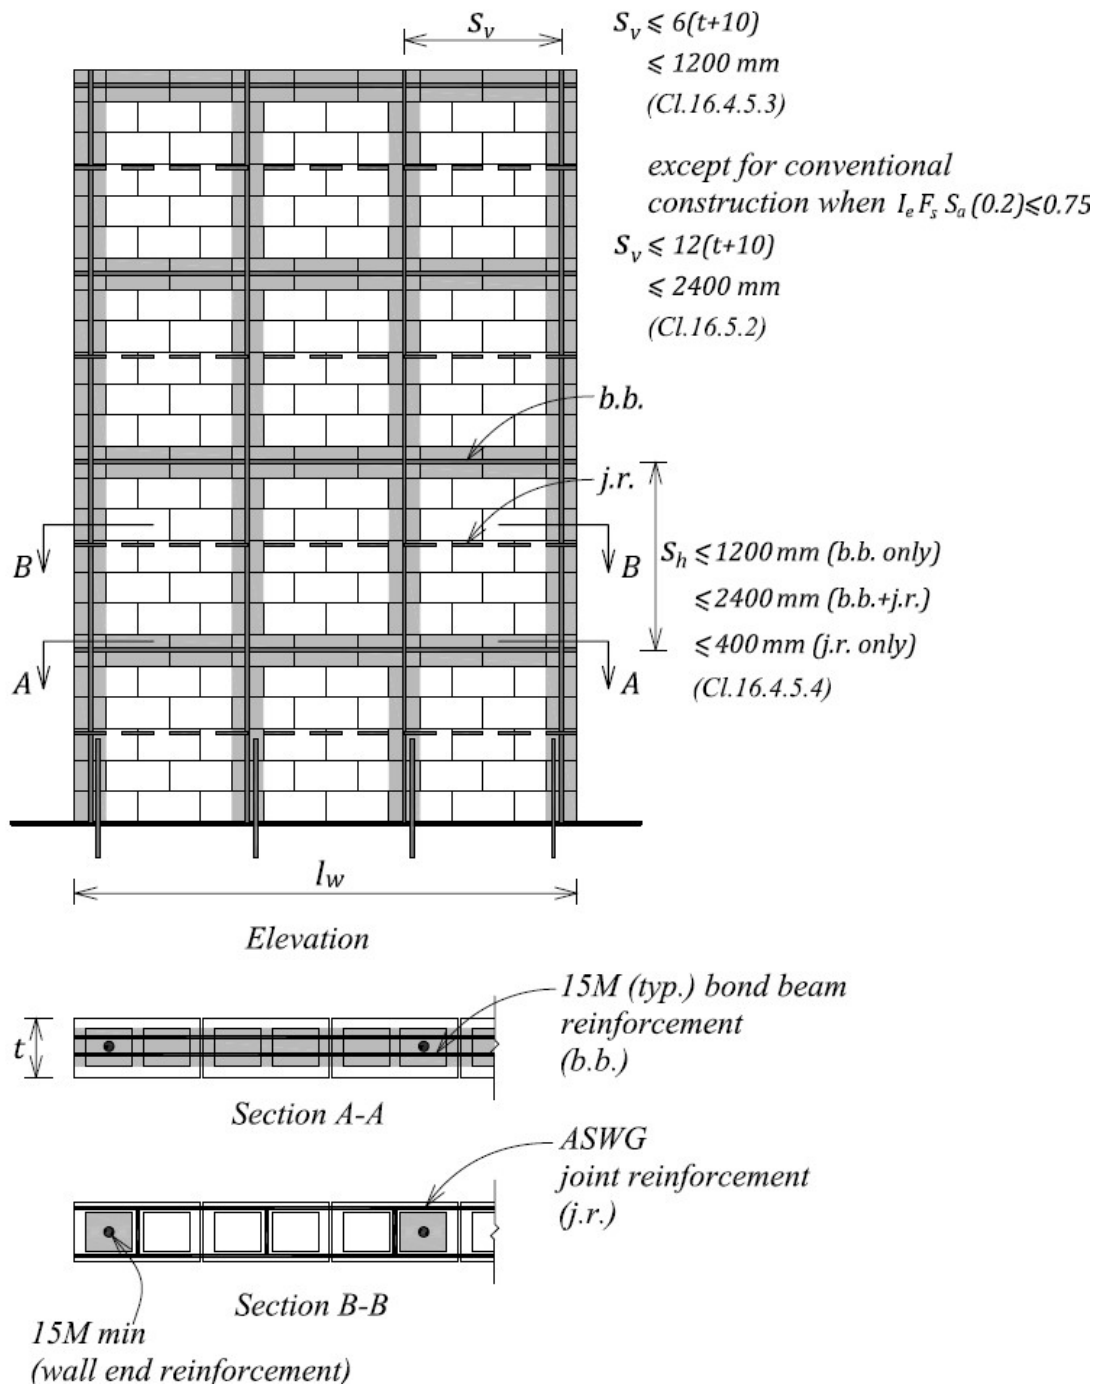 S_v
S_v ≤ 6(t+10)
≤ 1200 mm
(Cl.16.4.5.3)
except for conventional
construction when I_e F_s S_a (0.2)≤0.75
S_v ≤ 12(t+10)
≤ 2400 mm
(Cl.16.5.2)
b.b.
j.r.
B B
S_h ≤ 1200 mm (b.b. only)
≤ 2400 mm (b.b.+j.r.)
≤ 400 mm (j.r. only)
(Cl.16.4.5.4)
A A
l_w
Elevation
15M (typ.) bond beam
reinforcement
(b.b.)
t
Section A-A
ASWG
joint reinforcement
(j.r.)
Section B-B
15M min
(wall end reinforcement)